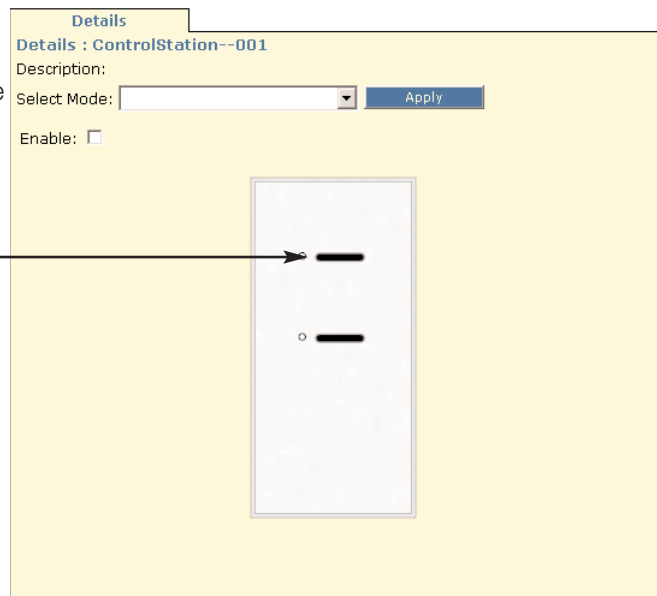 Details
Details : ControlStation--001
Description:
e
Select Mode:
Apply
Enable: